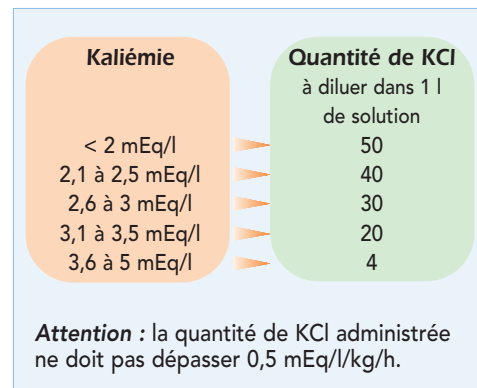 Kaliémie Quantité de KCl
à diluer dans 1 l
de solution
< 2 mEq/l 50
2,1 à 2,5 mEq/l 40
2,6 à 3 mEq/l 30
3,1 à 3,5 mEq/l 20
3,6 à 5 mEq/l 4
Attention : la quantité de KCl administrée
ne doit pas dépasser 0,5 mEq/l/kg/h.